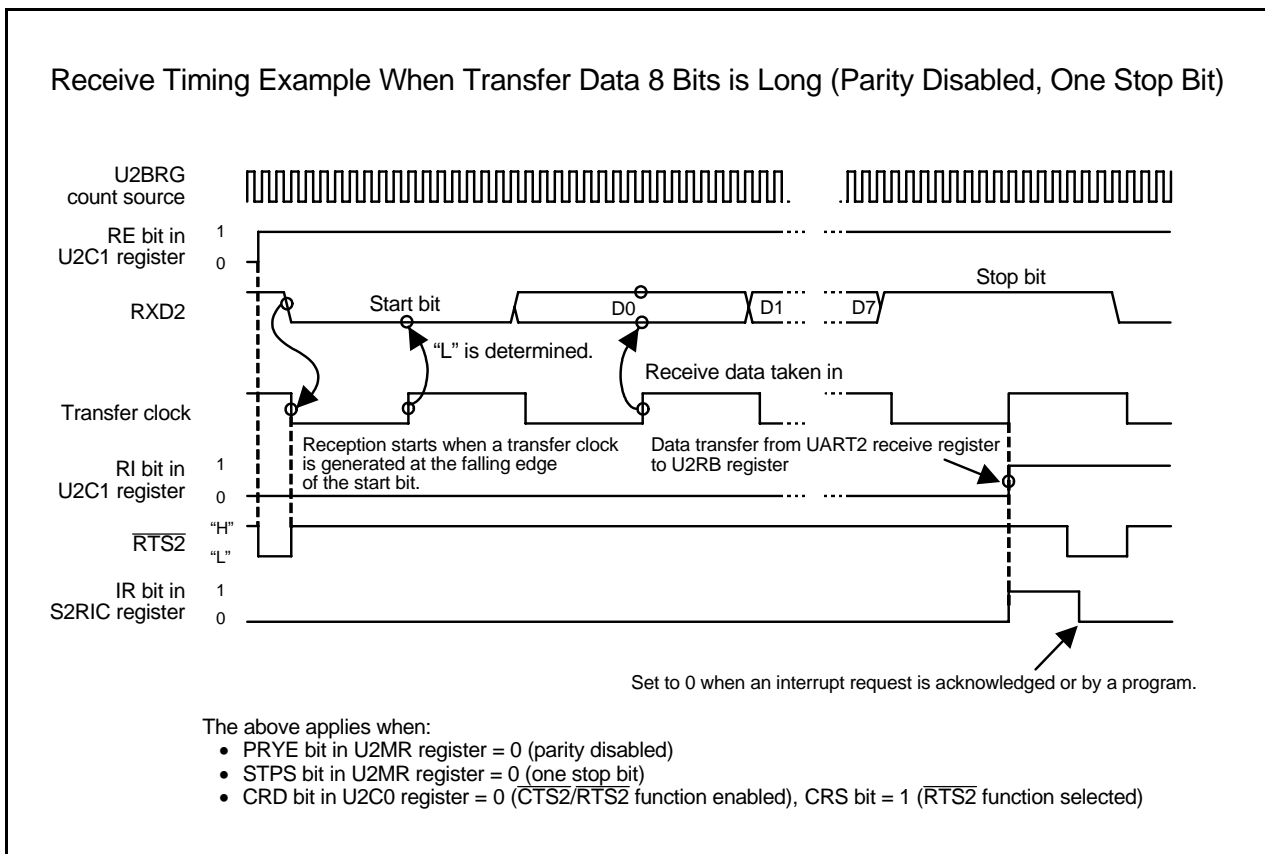 Receive Timing Example When Transfer Data 8 Bits is Long (Parity Disabled, One Stop Bit)
U2BRG
count source
RE bit in
U2C1 register
1
0
RXD2
Start bit
D0
D1
D7
Stop bit
“L” is determined.
Receive data taken in
Transfer clock
Reception starts when a transfer clock
is generated at the falling edge
of the start bit.
Data transfer from UART2 receive register
to U2RB register
RI bit in
U2C1 register
1
0
RTS2
“H”
“L”
IR bit in
S2RIC register
1
0
Set to 0 when an interrupt request is acknowledged or by a program.
The above applies when:
• PRYE bit in U2MR register = 0 (parity disabled)
• STPS bit in U2MR register = 0 (one stop bit)
• CRD bit in U2C0 register = 0 (CTS2/RTS2 function enabled), CRS bit = 1 (RTS2 function selected)